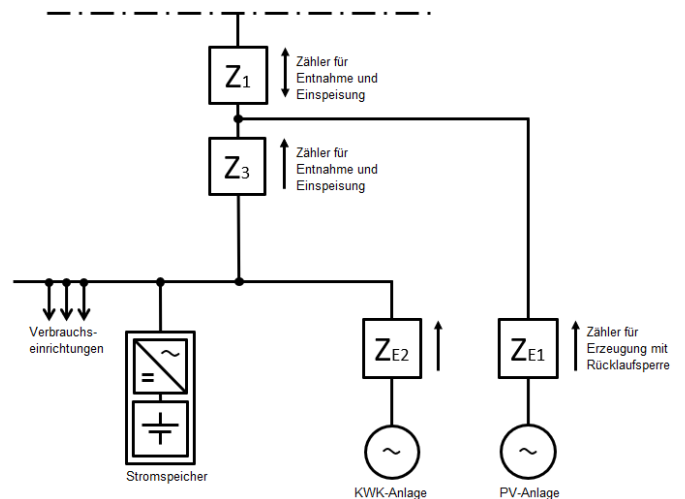 Z1
Zähler für
Entnahme und
Einspeisung
Z3
Zähler für
Entnahme und
Einspeisung
Verbrauchs-
einrichtungen
~
=
Stromspeicher
ZE2
~
KWK-Anlage
ZE1
Zähler für
Erzeugung mit
Rücklaufsperre
~
PV-Anlage